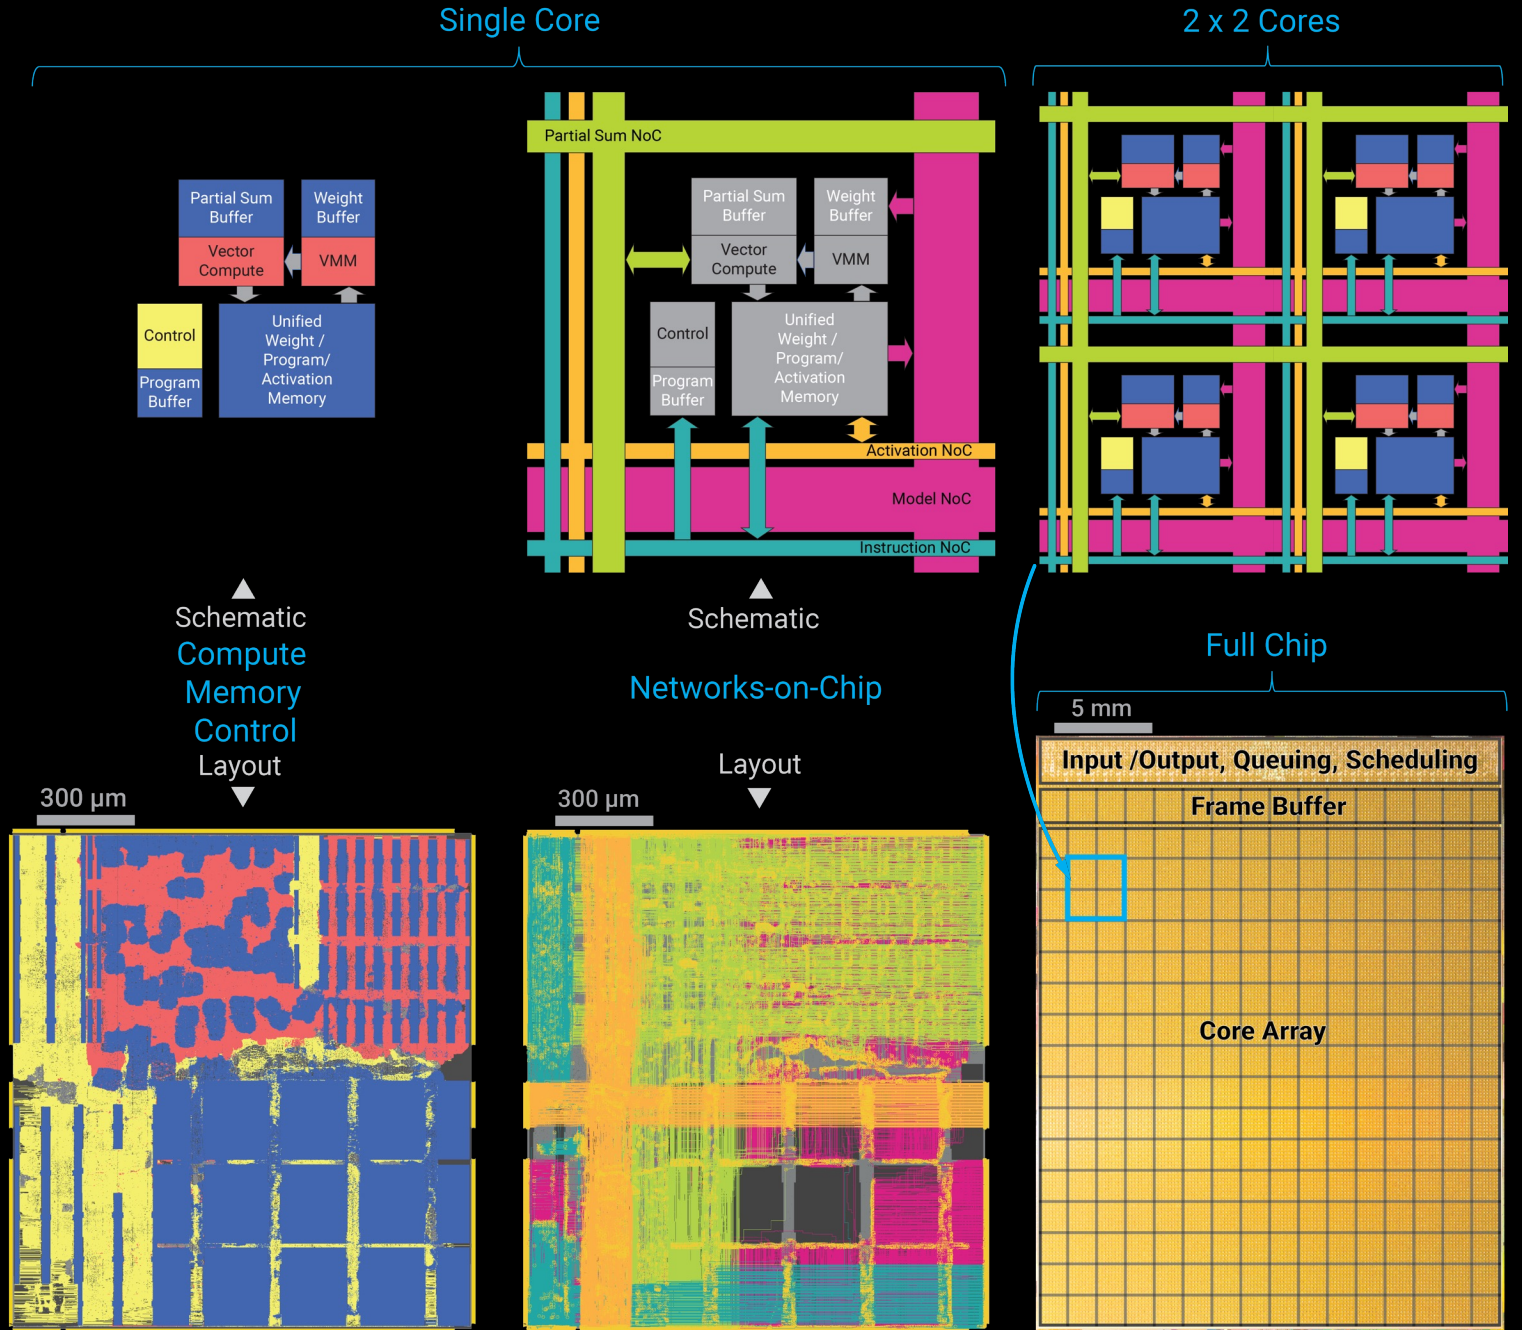 Single Core
2 x 2 Cores
Partial Sum
Buffer
Weight
Buffer
Vector
Compute
VMM
Control
Program
Buffer
Unified
Weight /
Program/
Activation
Memory
Partial Sum NoC
Partial Sum
Buffer
Weight
Buffer
Vector
Compute
VMM
Control
Program
Buffer
Unified
Weight /
Program/
Activation
Memory
Activation NoC
Model NoC
Instruction NoC
Schematic
Compute
Memory
Control
Layout
300 µm
Schematic
Networks-on-Chip
Layout
300 µm
Full Chip
5 mm
Input /Output, Queuing, Scheduling
Frame Buffer
Core Array